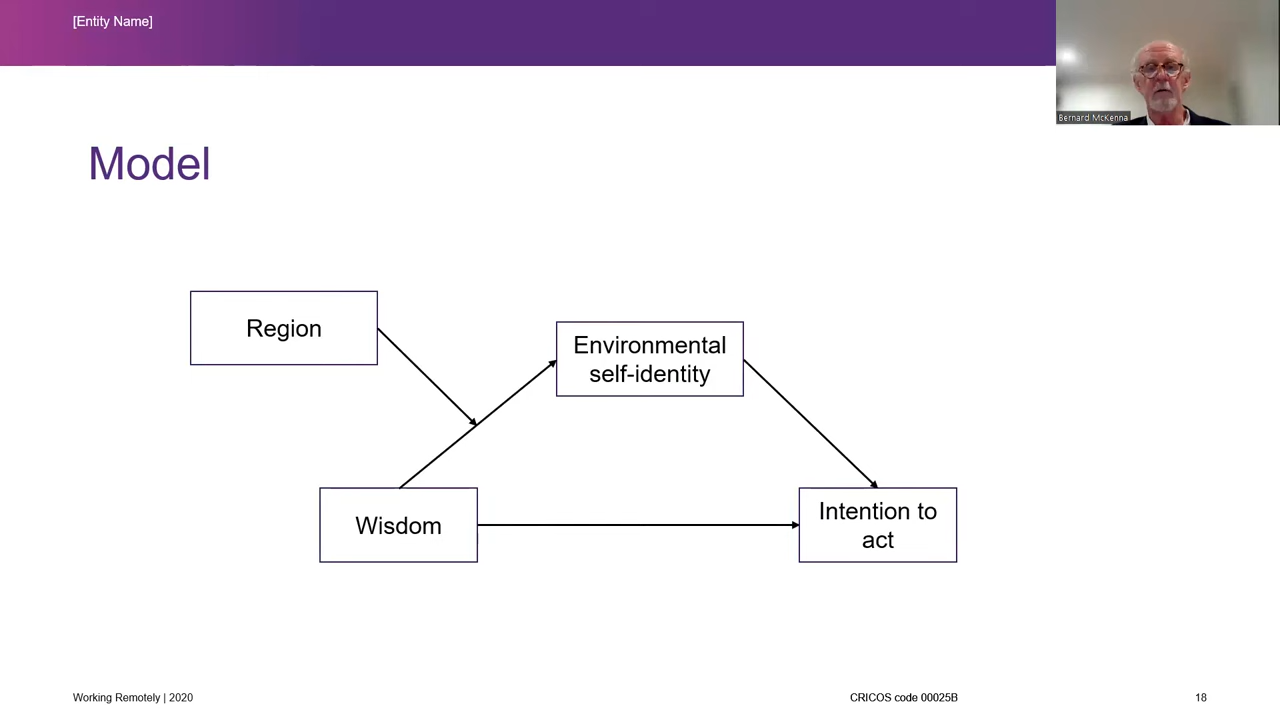 [Entity Name]
Bernard McKenna
Model
Region
Environmental
self-identity
Wisdom
Intention to
act
Working Remotely | 2020
CRICOS code 00025B
18